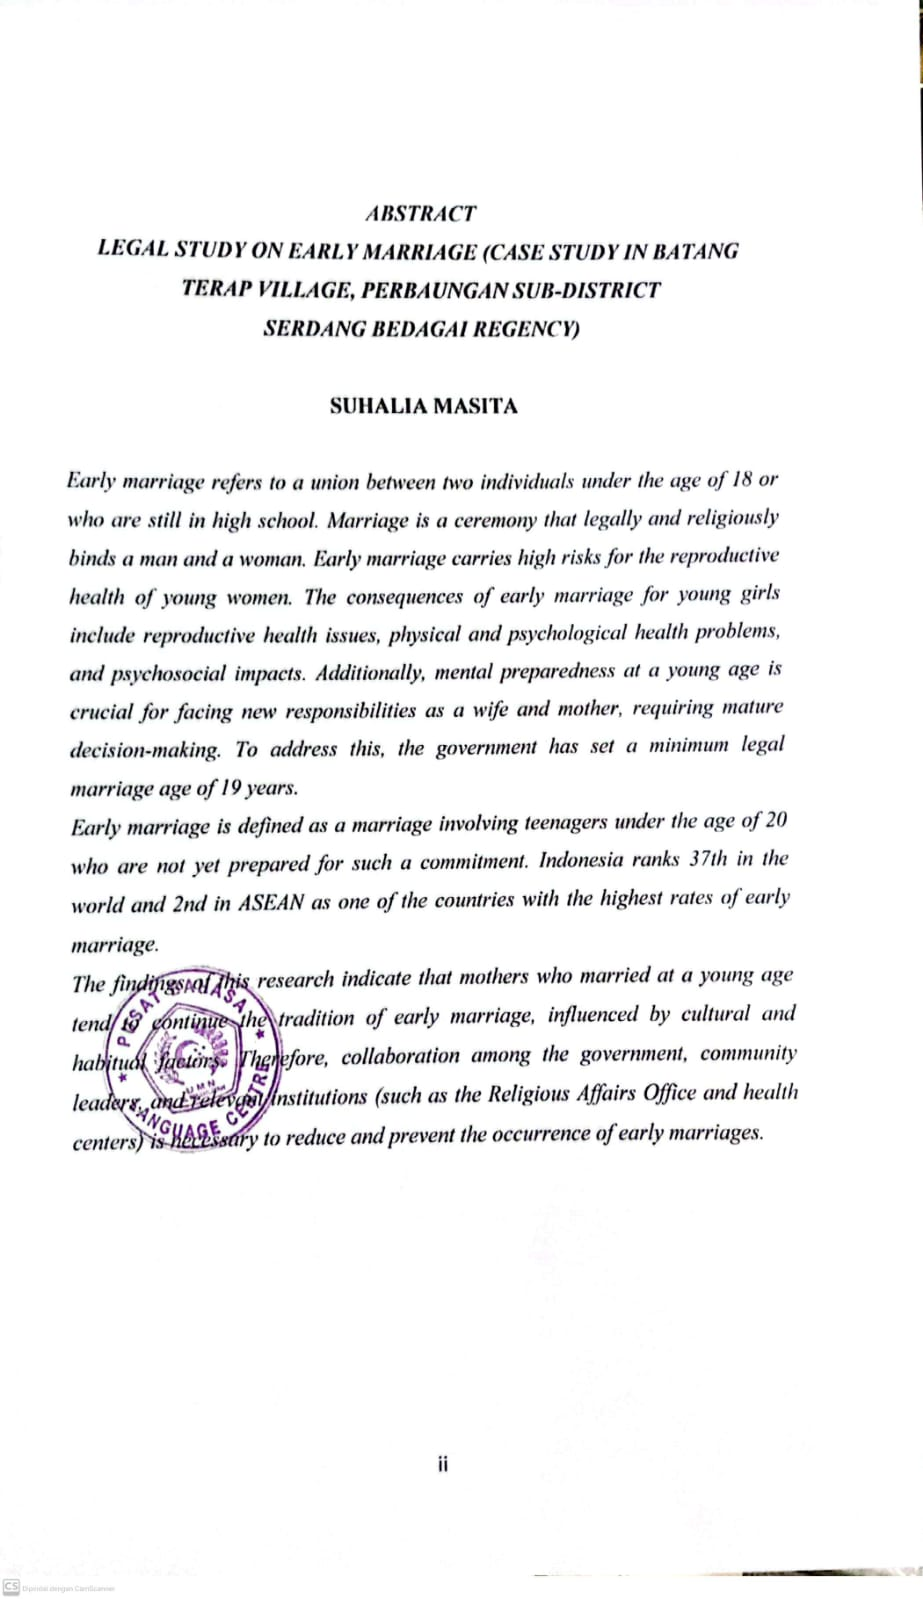 ABSTRACT
LEGAL STUDY ON EARLY MARRIAGE (CASE STUDY IN BATANG
TERAP VILLAGE, PERBAUNGAN SUB-DISTRICT
SERDANG BEDAGAI REGENCY)
SUHALIA MASITA
Early marriage refers to a union between two individuals under the age of 18 or
who are still in high school. Marriage is a ceremony that legally and religiously
binds a man and a woman. Early marriage carries high risks for the reproductive
health of young women. The consequences of early marriage for young girls
include reproductive health issues, physical and psychological health problems,
and psychosocial impacts. Additionally, mental preparedness at a young age is
crucial for facing new responsibilities as a wife and mother, requiring mature
decision-making. To address this, the government has set a minimum legal
marriage age of 19 years.
Early marriage is defined as a marriage involving teenagers under the age of 20
who are not yet prepared for such a commitment. Indonesia ranks 37th in the
world and 2nd in ASEAN as one of the countries with the highest rates of early
marriage.
The findings of this research indicate that mothers who married at a young age
tend to continue the tradition of early marriage, influenced by cultural and
habitual factors. Therefore, collaboration among the government, community
leaders, and relevant institutions (such as the Religious Affairs Office and health
centers) is necessary to reduce and prevent the occurrence of early marriages.
PUSAT BAHASA
UMN
LANGUAGE CENTRE
ii
CS Dipindai dengan CamScanner